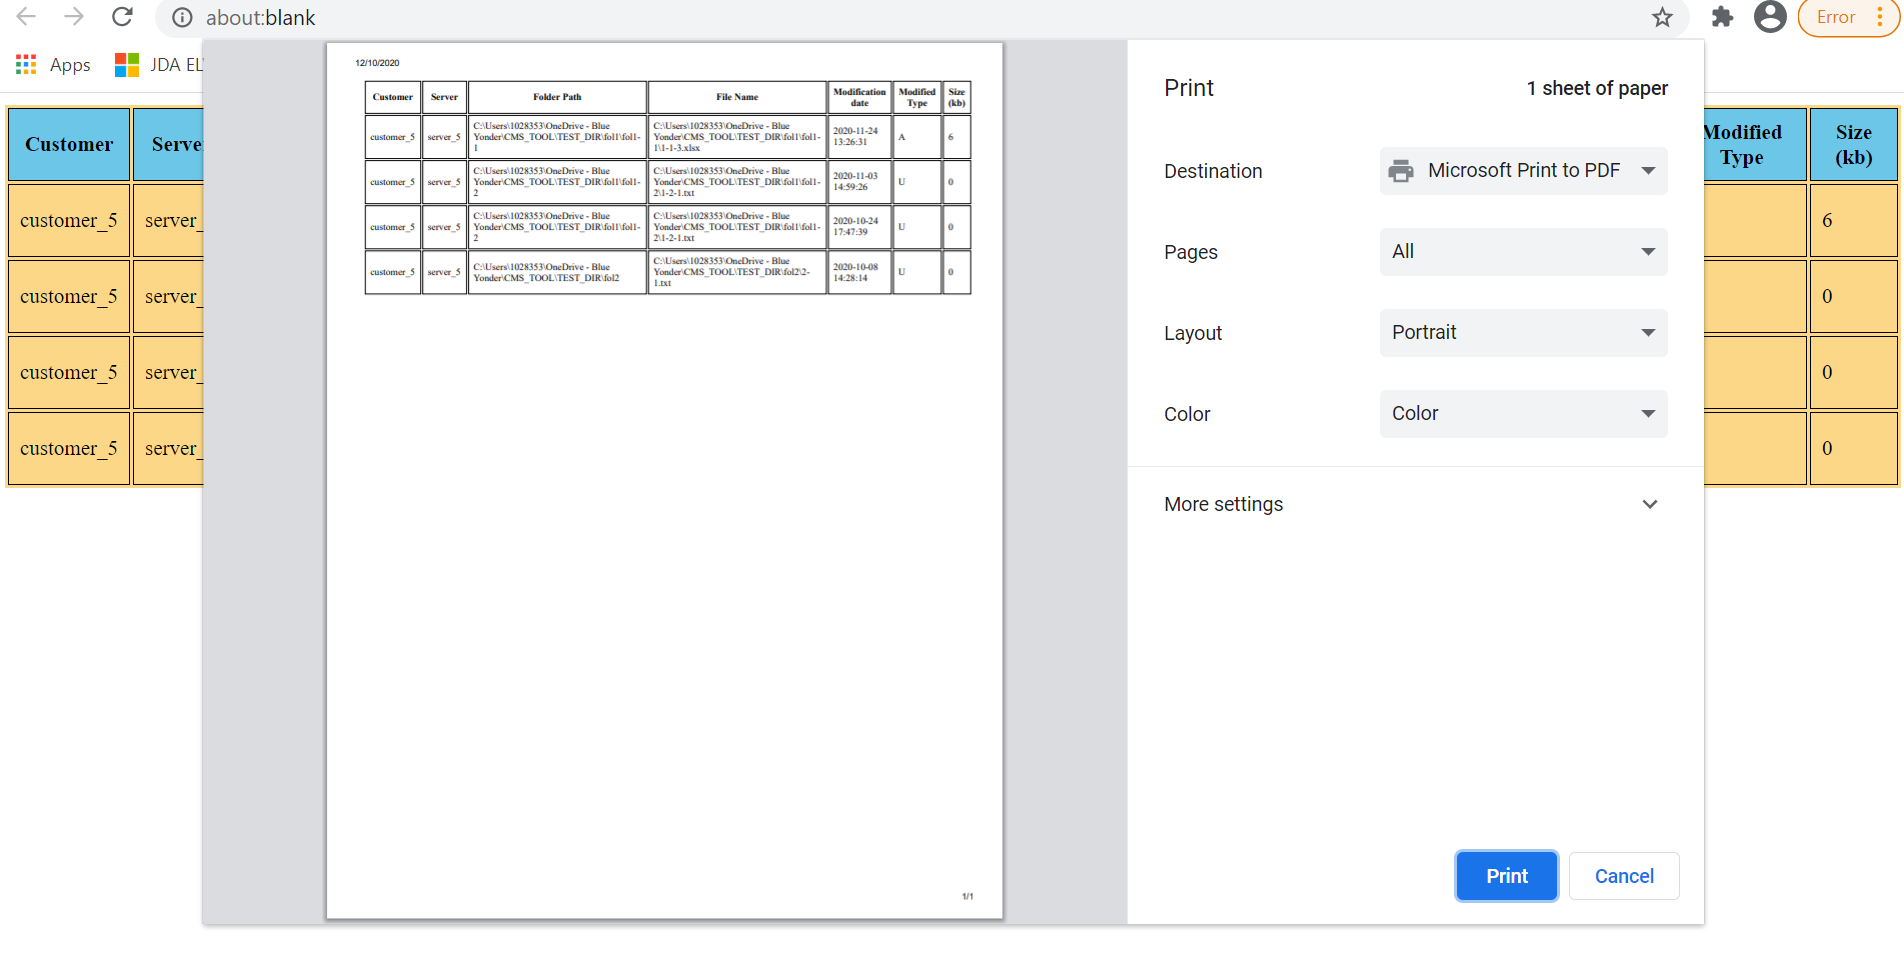 about:blank
Error
Apps
JDA EL
Customer Serve
customer_5 server_
customer_5 server_
customer_5 server_
customer_5 server_
12/10/2020
Customer Server Folder Path File Name Modification date Modified Type Size (kb)
customer_5 server_5 C:\Users\1028353\OneDrive - Blue Yonder\CMS_TOOL\TEST_DIR\fol1\fol1-1 C:\Users\1028353\OneDrive - Blue Yonder\CMS_TOOL\TEST_DIR\fol1\fol1-1\1-1-3.xlsx 2020-11-24 13:26:31 A 6
customer_5 server_5 C:\Users\1028353\OneDrive - Blue Yonder\CMS_TOOL\TEST_DIR\fol1\fol1-2 C:\Users\1028353\OneDrive - Blue Yonder\CMS_TOOL\TEST_DIR\fol1\fol1-2\1-2-1.txt 2020-11-03 14:59:26 U 0
customer_5 server_5 C:\Users\1028353\OneDrive - Blue Yonder\CMS_TOOL\TEST_DIR\fol1\fol1-2 C:\Users\1028353\OneDrive - Blue Yonder\CMS_TOOL\TEST_DIR\fol1\fol1-2\1-2-1.txt 2020-10-24 17:47:39 U 0
customer_5 server_5 C:\Users\1028353\OneDrive - Blue Yonder\CMS_TOOL\TEST_DIR\fol2 C:\Users\1028353\OneDrive - Blue Yonder\CMS_TOOL\TEST_DIR\fol2\2-1.txt 2020-10-08 14:28:14 U 0
1/1
Print 1 sheet of paper
Destination Microsoft Print to PDF
Pages All
Layout Portrait
Color Color
More settings
Print Cancel
Modified Size
Type (kb)
6
0
0
0